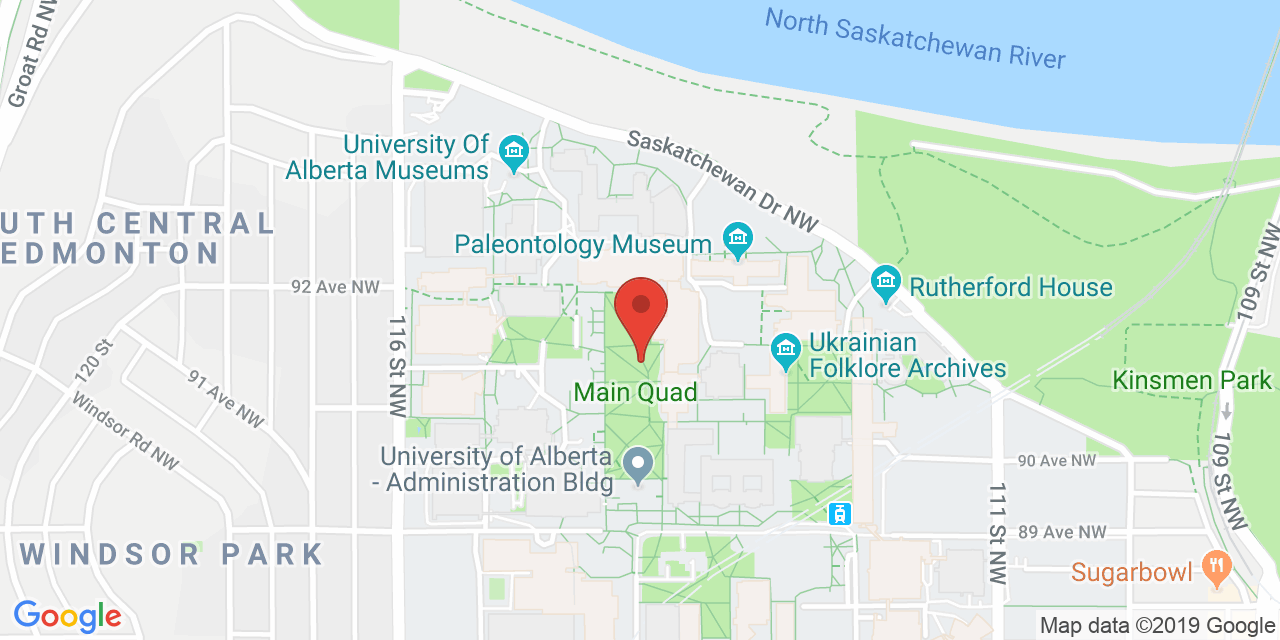 North Saskatchewan River
Groat Rd NW
University Of
Alberta Museums
Saskatchewan Dr NW
UTH CENTRAL
EDMONTON
Paleontology Museum
109 St NW
92 Ave NW
Rutherford House
116 St NW
120 St
Ukrainian
Folklore Archives
91 Ave NW
Main Quad
Kinsmen Park
Windsor Rd NW
University of Alberta
- Administration Bldg
90 Ave NW
109 St NW
111 St NW
89 Ave NW
WINDSOR PARK
Sugarbowl
Google
Map data ©2019 Google